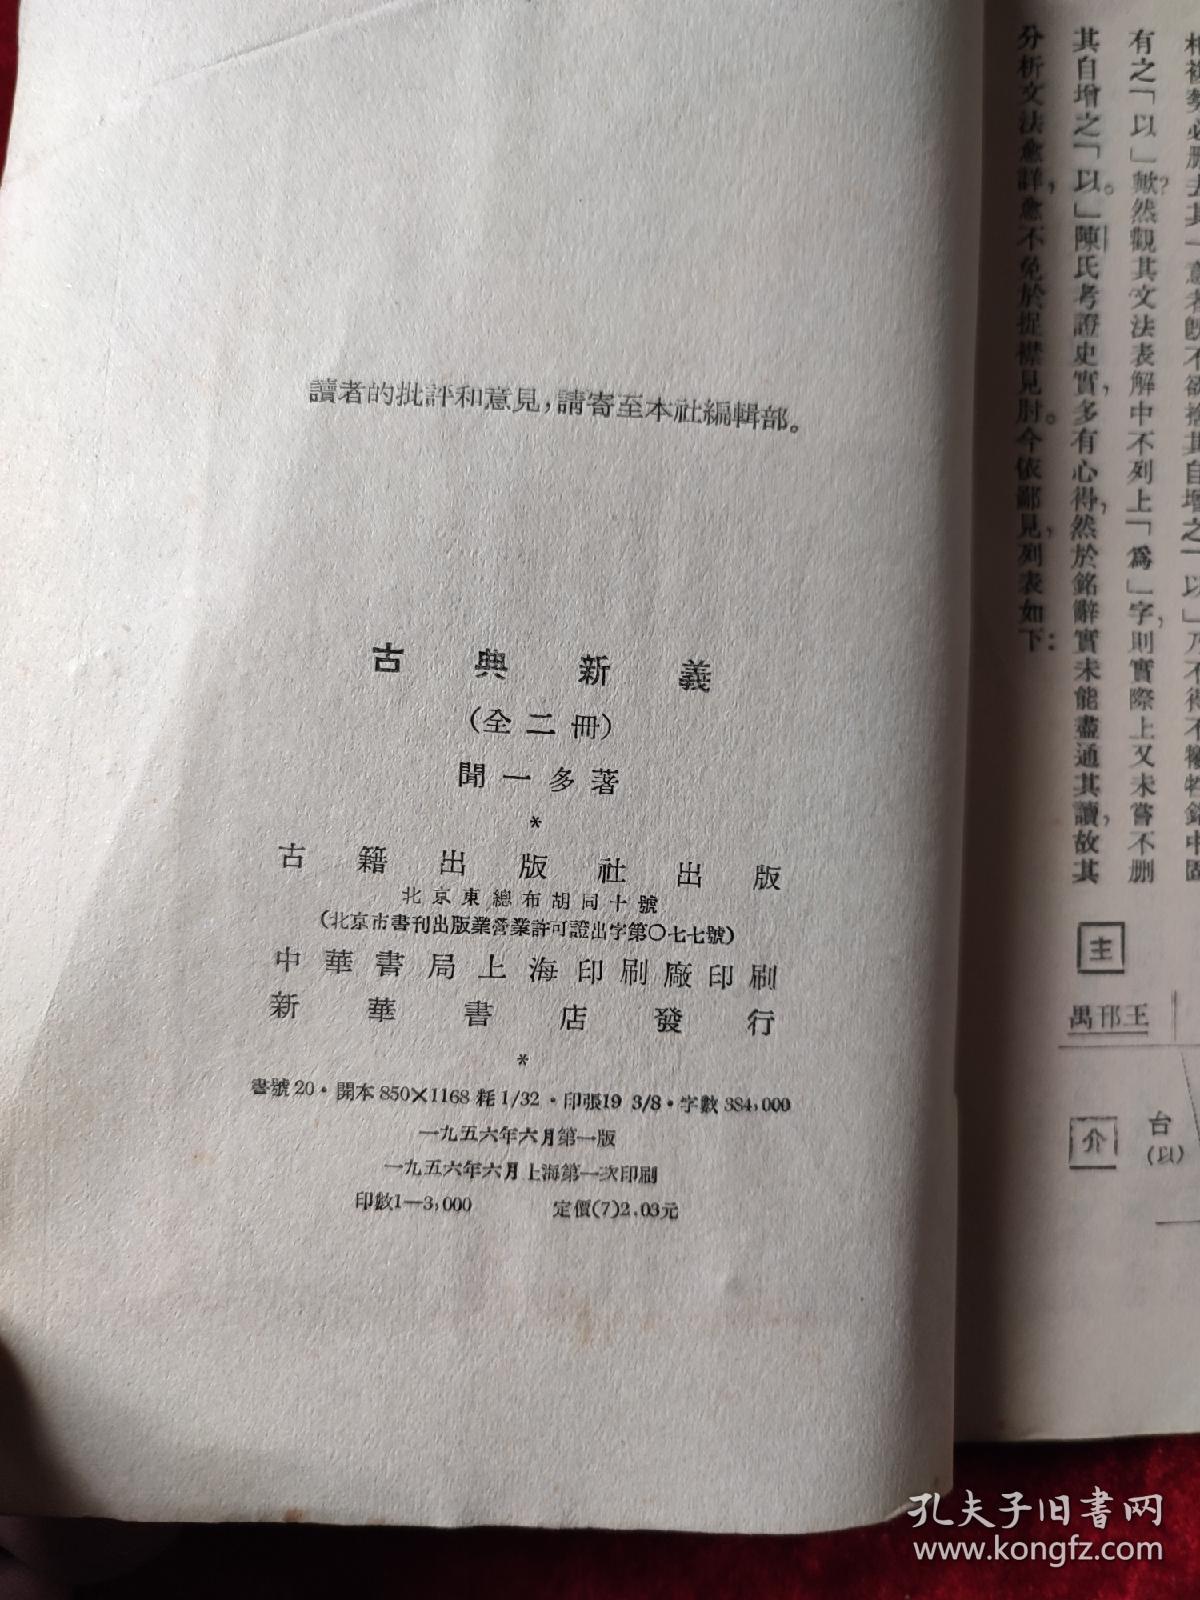 讀者的批評和意見，請寄至本社編輯部。
古典新義
（全二冊）
聞一多著
*
古籍出版社出版
北京東總布胡同十號
（北京市書刊出版業營業許可證出字第〇七七號）
中華書局上海印刷廠印刷
新華書店發行
*
書號20·開本850×1168 粍 1/32·印張19 3/8·字數384,000
一九五六年六月第一版
一九五六年六月上海第一次印刷
印數1—3,000 定價(7)2.03元
有之「以」歟？然觀其文法表解中不列上「爲」字，則實際上又未嘗不删
其自增之「以。」陳氏考證史實，多有心得，然於銘辭實未能盡通其讀，故其
分析文法愈詳，愈不免於捉襟見肘。今依鄙見，列表如下：
主
禺邗王
介
台
（以）
孔夫子旧书网
www.kongfz.com